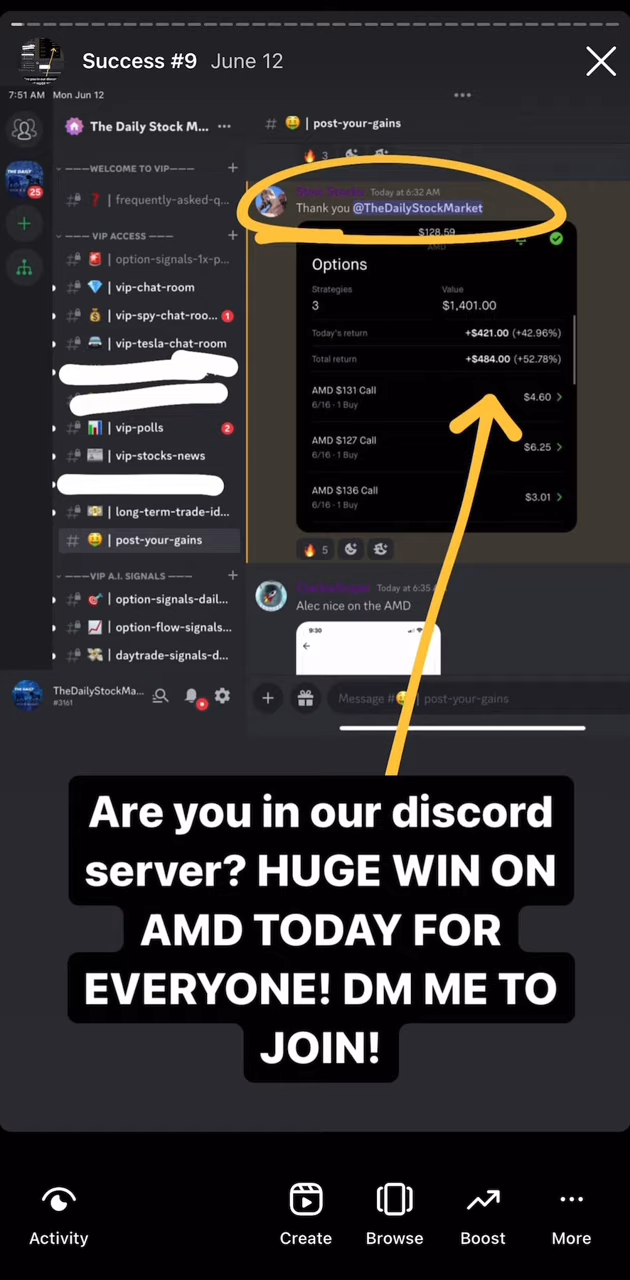 Success #9 June 12
7:51 AM Mon Jun 12
The Daily Stock M... ...
# | post-your-gains
3
———WELCOME TO VIP———
Today at 6:32 AM
Thank you @TheDailyStockMarket
25
| frequently-asked-q...
$128.59
AMD
———VIP ACCESS ———
Options
| option-signals-1x-p...
Strategies
Value
| vip-chat-room
3
$1,401.00
| vip-spy-chat-roo... 1
Today's return
+$421.00 (+42.96%)
| vip-tesla-chat-room
Total return
+$484.00 (+52.78%)
AMD $131 Call
6/16 · 1 Buy
$4.60
| vip-polls 2
AMD $127 Call
6/16 · 1 Buy
$6.25
| vip-stocks-news
AMD $136 Call
6/16 · 1 Buy
$3.01
| long-term-trade-id...
| post-your-gains
5
———VIP A.I. SIGNALS ———
Today at 6:35
| option-signals-dail...
Alec nice on the AMD
| option-flow-signals...
9:30
| daytrade-signals-d...
TheDailyStockMa...
#3161
Message # | post-your-gains
Are you in our discord
server? HUGE WIN ON
AMD TODAY FOR
EVERYONE! DM ME TO
JOIN!
Activity
Create
Browse
Boost
More